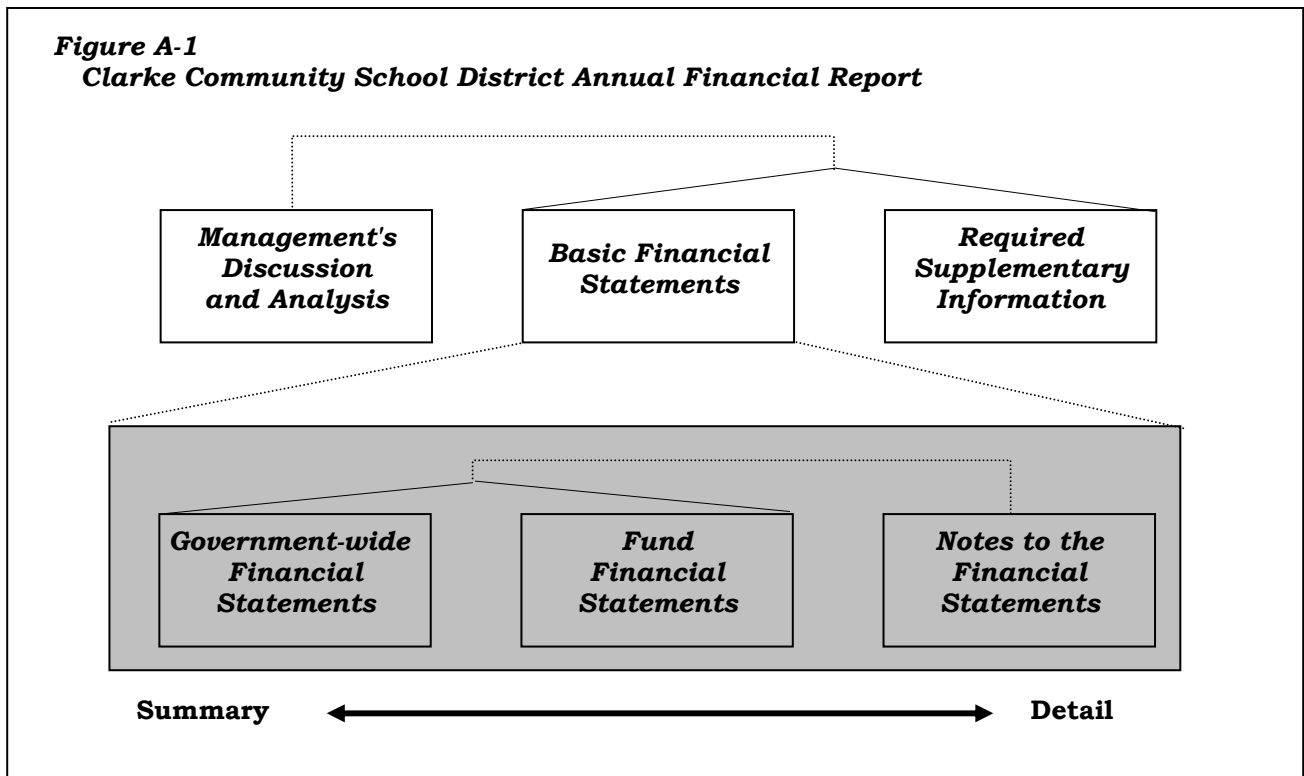 Figure A-1
Clarke Community School District Annual Financial Report
Management's
Discussion
and Analysis
Basic Financial
Statements
Required
Supplementary
Information
Government-wide
Financial
Statements
Fund
Financial
Statements
Notes to the
Financial
Statements
Summary
Detail